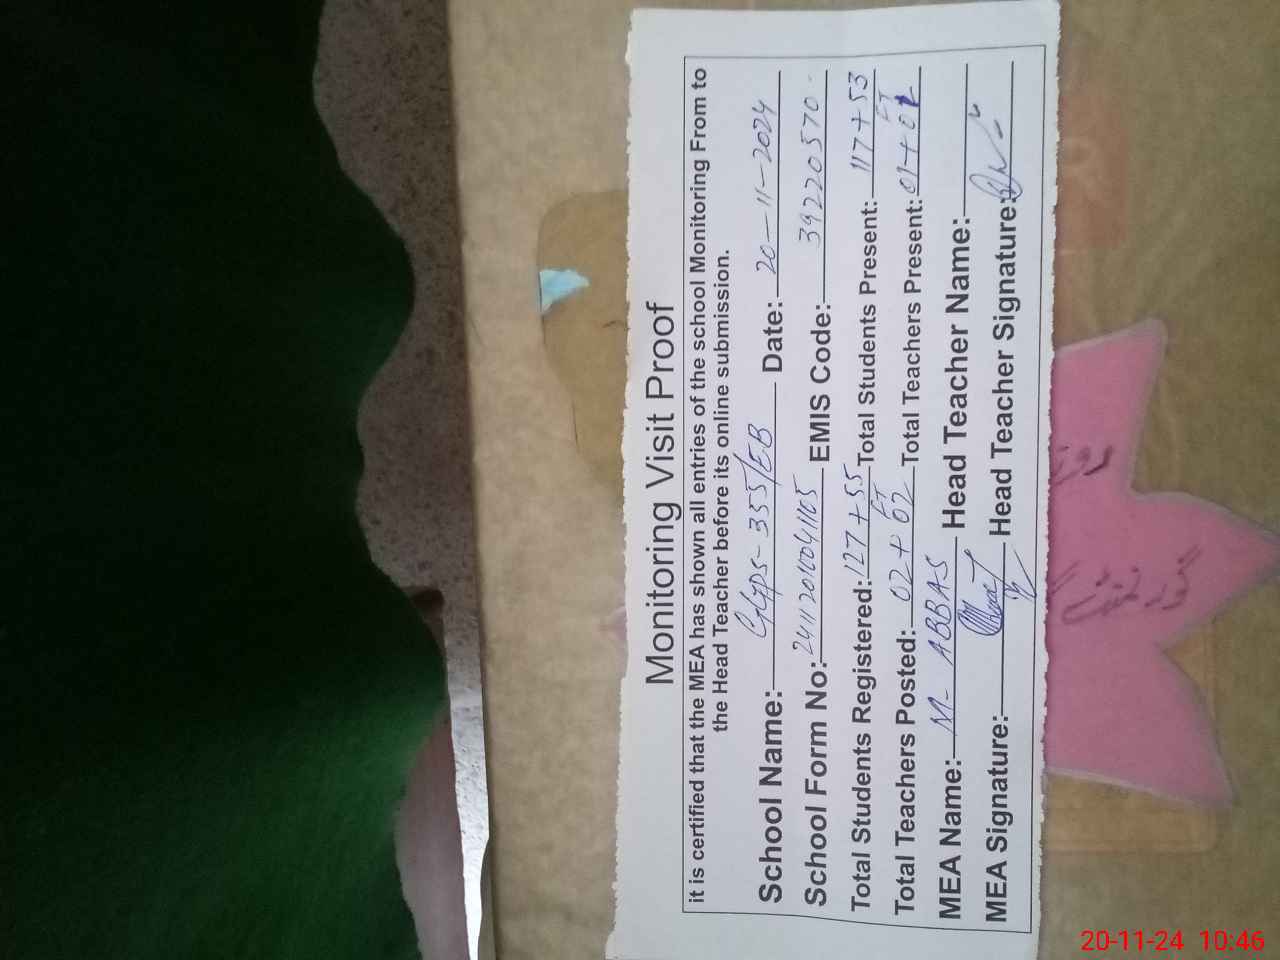 Monitoring Visit Proof
it is certified that the MEA has shown all entries of the school Monitoring From to
the Head Teacher before its online submission.
School Name: GGPS-355/EB Date: 20-11-2024
School Form No: EMIS Code: 39220570
Total Students Registered: 127+55 Total Students Present: 117+53
Total Teachers Posted: 02+02 Total Teachers Present: 01+
MEA Name: M- ABBAS Head Teacher Name:
MEA Signature: Head Teacher Signature:
20-11-24 10:46